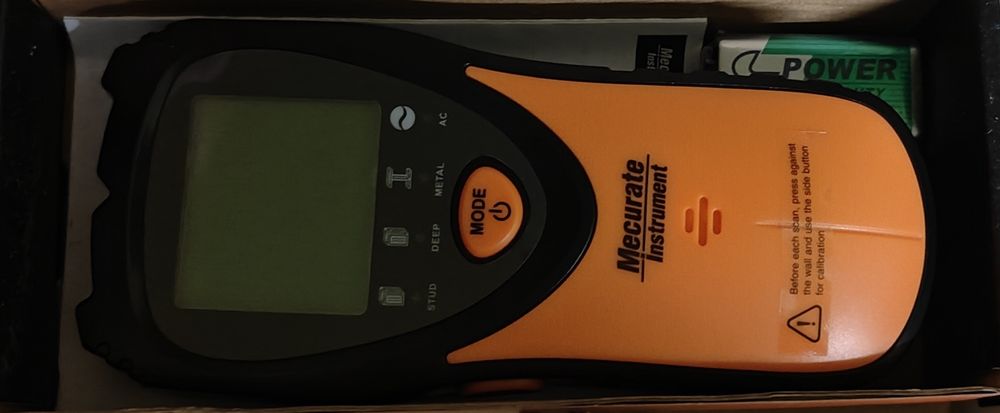 STUD
DEEP
METAL
AC
MODE
Mecurate
Instrument
Before each scan, press against
the wall and use the side button
for calibration
POWER